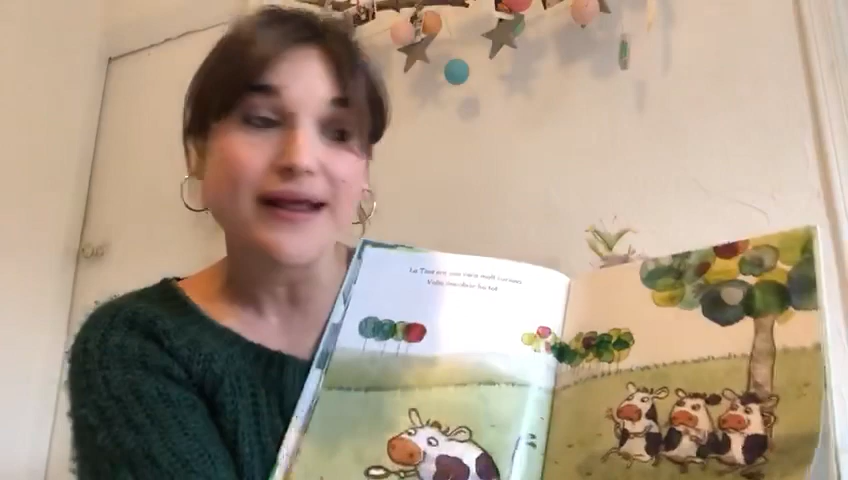 La Tina era una vaca molt curiosa.
Volia descobrir-ho tot.